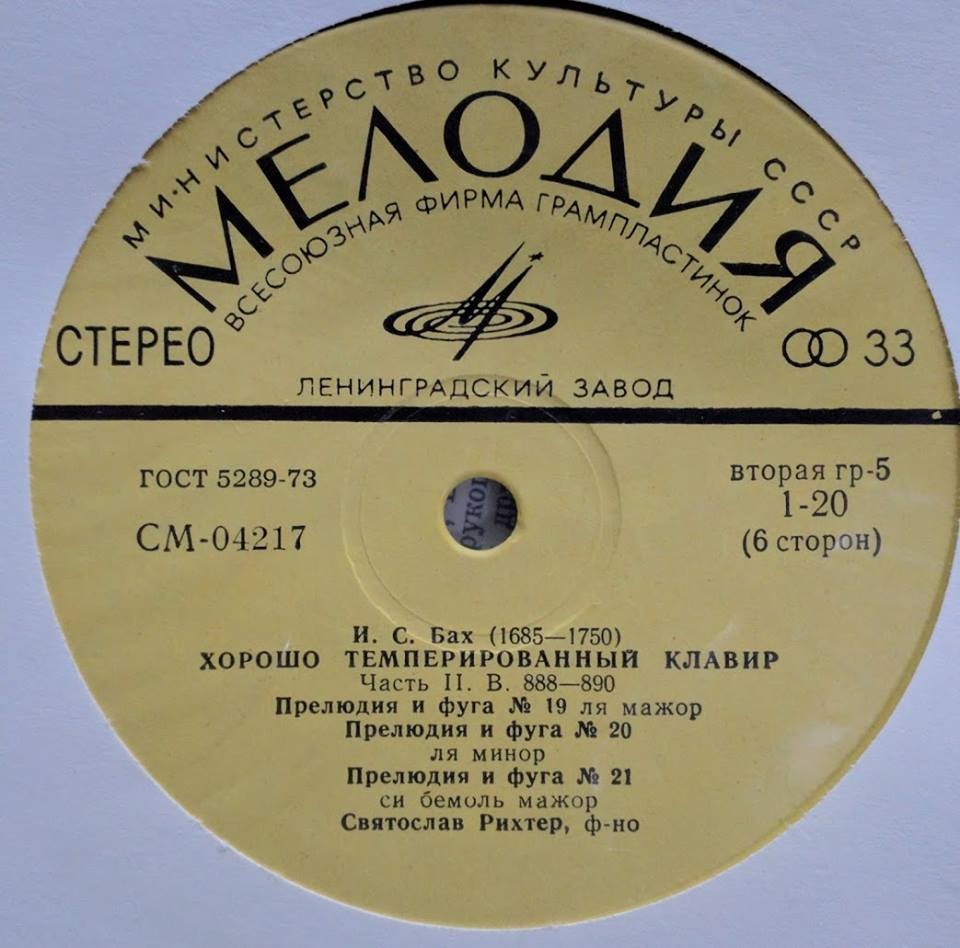 МИНИСТЕРСТВО КУЛЬТУРЫ СССР
МЕЛОДИЯ
ВСЕСОЮЗНАЯ ФИРМА ГРАМПЛАСТИНОК
СТЕРЕО
33
ЛЕНИНГРАДСКИЙ ЗАВОД
ГОСТ 5289-73
СМ-04217
вторая гр-5
1-20
(6 сторон)
И. С. Бах (1685—1750)
ХОРОШО ТЕМПЕРИРОВАННЫЙ КЛАВИР
Часть II. В. 888—890
Прелюдия и фуга № 19 ля мажор
Прелюдия и фуга № 20
ля минор
Прелюдия и фуга № 21
си бемоль мажор
Святослав Рихтер, ф-но